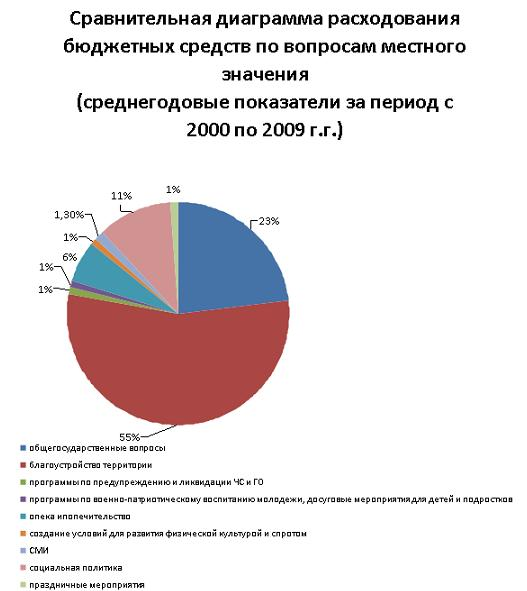 Сравнительная диаграмма расходования
бюджетных средств по вопросам местного
значения
(среднегодовые показатели за период с
2000 по 2009 г.г.)
1%
11%
23%
1,30%
1%
6%
1%
1%
55%
общегосударственные вопросы
благоустройство территории
программы по предупреждению и ликвидации ЧС и ГО
программы по военно-патриотическому воспитанию молодежи, досуговые мероприятия для детей и подростков
опека ипопечительство
создание условий для развития физической культурой и спротом
СМИ
социальная политика
праздничные мероприятия